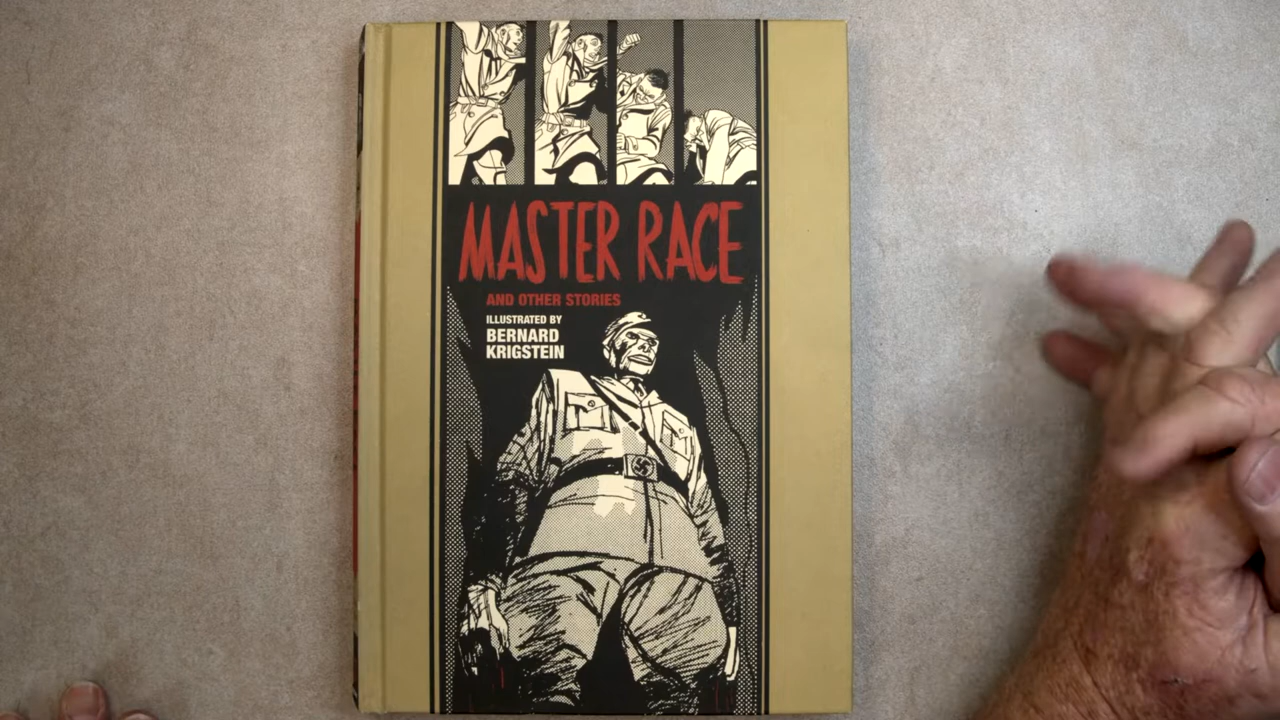 MASTER RACE
AND OTHER STORIES
ILLUSTRATED BY
BERNARD
KRIGSTEIN